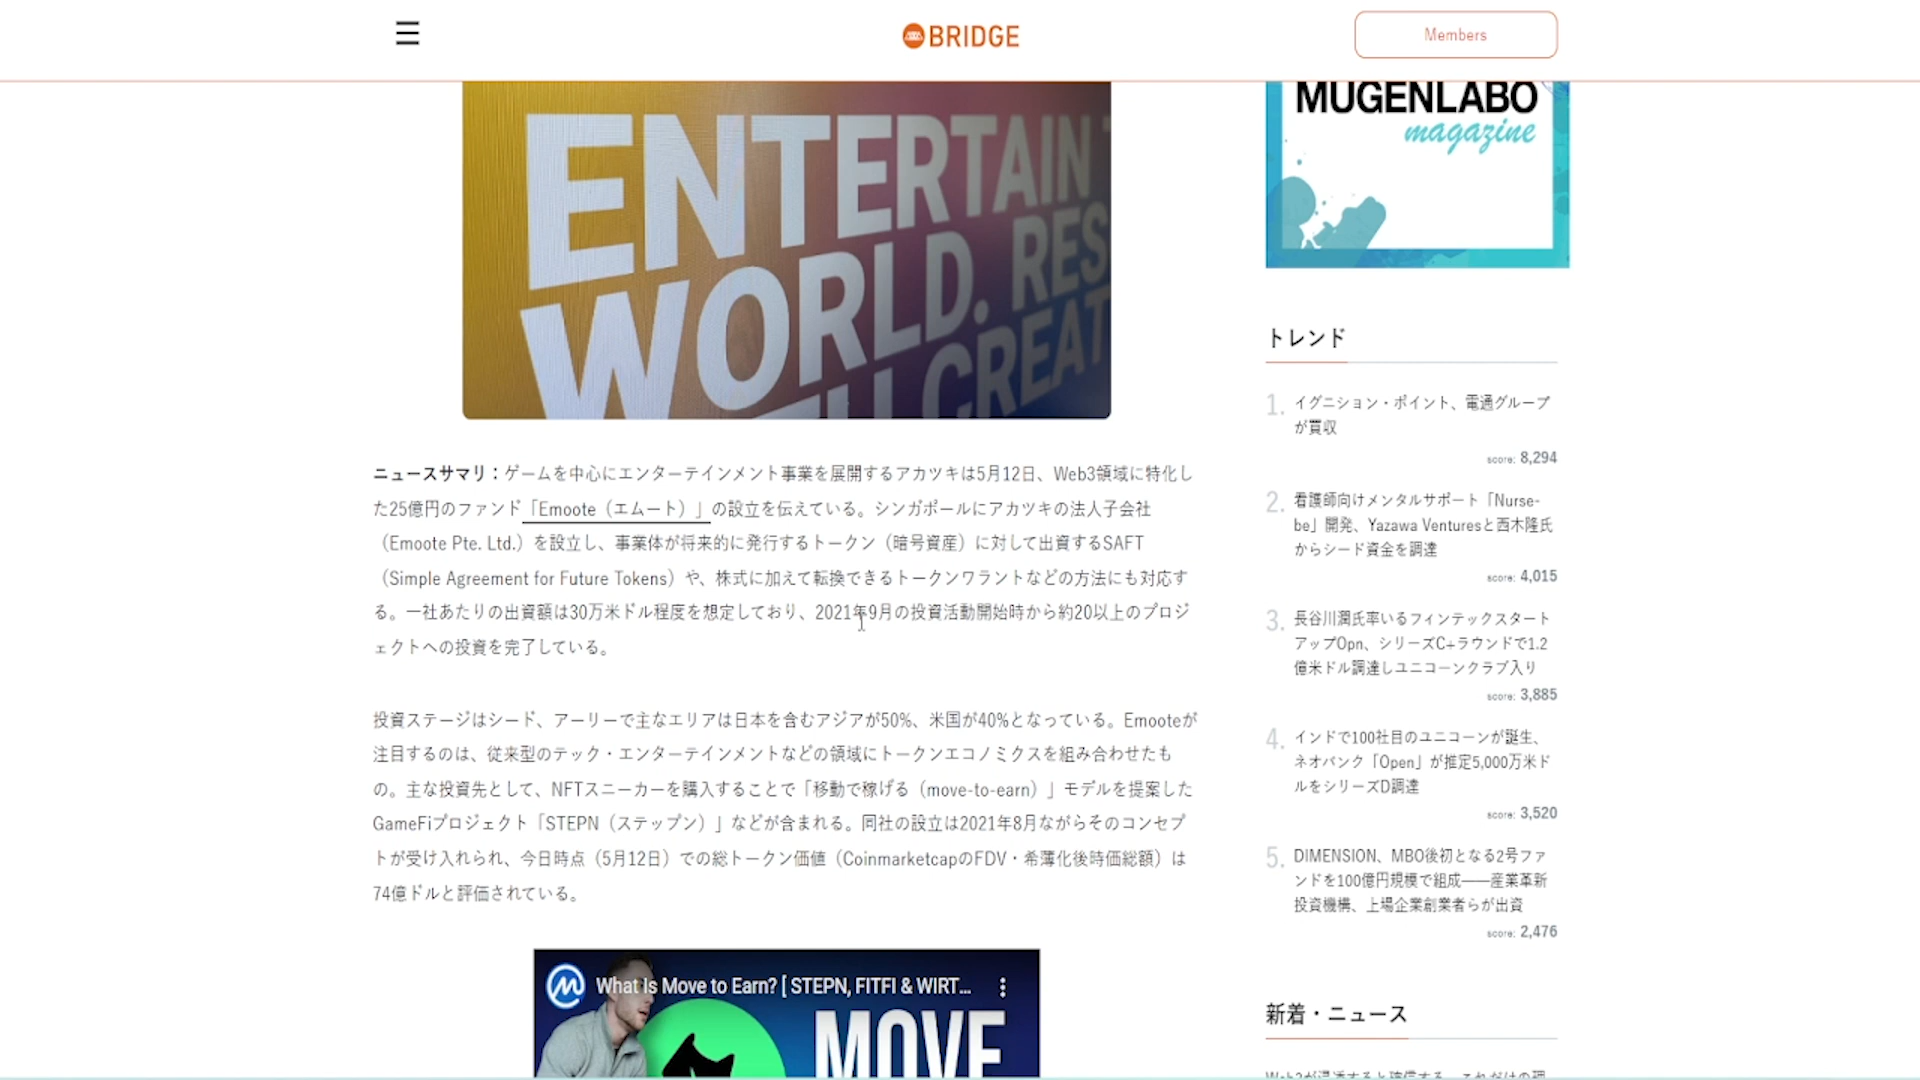 BRIDGE
Members
ENTERTAIN
WORLD. RES
CREAT
ニュースサマリ：ゲームを中心にエンターテインメント事業を展開するアカツキは5月12日、Web3領域に特化し
た25億円のファンド「Emoote（エムート）」の設立を伝えている。シンガポールにアカツキの法人子会社
（Emoote Pte. Ltd.）を設立し、事業体が将来的に発行するトークン（暗号資産）に対して出資するSAFT
（Simple Agreement for Future Tokens）や、株式に加えて転換できるトークンワラントなどの方法にも対応す
る。一社あたりの出資額は30万米ドル程度を想定しており、2021年9月の投資活動開始時から約20以上のプロジ
ェクトへの投資を完了している。
投資ステージはシード、アーリーで主なエリアは日本を含むアジアが50%、米国が40%となっている。Emooteが
注目するのは、従来型のテック・エンターテインメントなどの領域にトークンエコノミクスを組み合わせたも
の。主な投資先として、NFTスニーカーを購入することで「移動で稼げる（move-to-earn）」モデルを提案した
GameFiプロジェクト「STEPN（ステップン）」などが含まれる。同社の設立は2021年8月ながらそのコンセプ
トが受け入れられ、今日時点（5月12日）での総トークン価値（CoinmarketcapのFDV・希薄化後時価総額）は
74億ドルと評価されている。
What Is Move to Earn? [ STEPN, FITFI & WIRT...
MOVE
MUGENLABO
magazine
トレンド
1. イグニション・ポイント、電通グループ
が買収
score: 8,294
2. 看護師向けメンタルサポート「Nurse-
be」開発、Yazawa Venturesと西木隆氏
からシード資金を調達
score: 4,015
3. 長谷川潤氏率いるフィンテックスタート
アップOpn、シリーズC+ラウンドで1.2
億米ドル調達しユニコーンクラブ入り
score: 3,885
4. インドで100社目のユニコーンが誕生、
ネオバンク「Open」が推定5,000万米ド
ルをシリーズD調達
score: 3,520
5. DIMENSION、MBO後初となる2号ファ
ンドを100億円規模で組成——産業革新
投資機構、上場企業創業者らが出資
score: 2,476
新着・ニュース